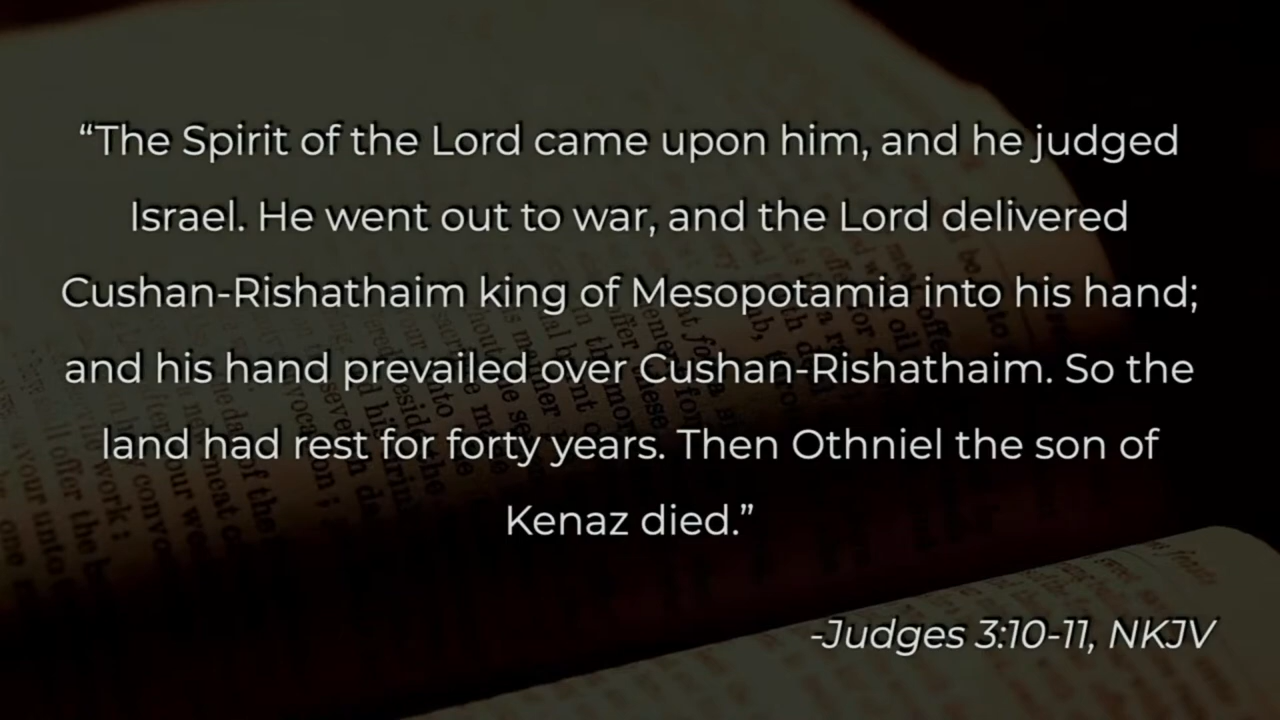 “The Spirit of the Lord came upon him, and he judged
Israel. He went out to war, and the Lord delivered
Cushan-Rishathaim king of Mesopotamia into his hand;
and his hand prevailed over Cushan-Rishathaim. So the
land had rest for forty years. Then Othniel the son of
Kenaz died.”
-Judges 3:10-11, NKJV